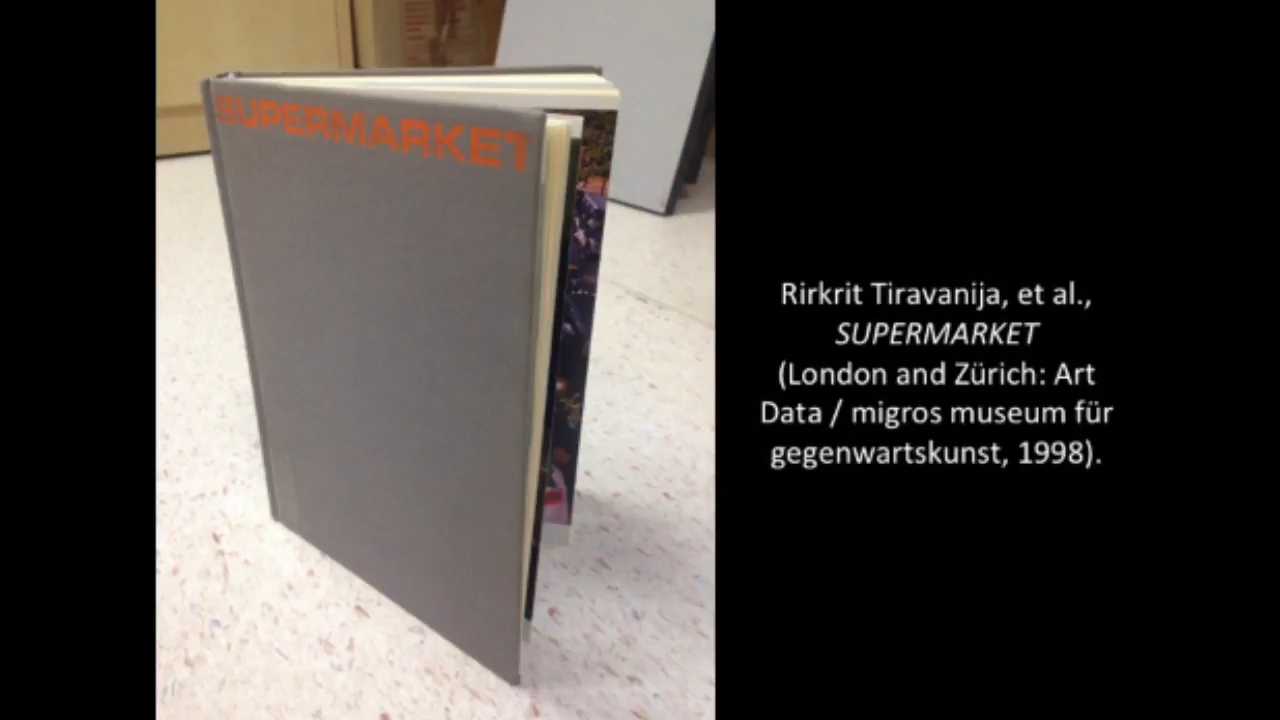 SUPERMARKET
Rirkrit Tiravanija, et al.,
SUPERMARKET
(London and Zürich: Art
Data / migros museum für
gegenwartskunst, 1998).